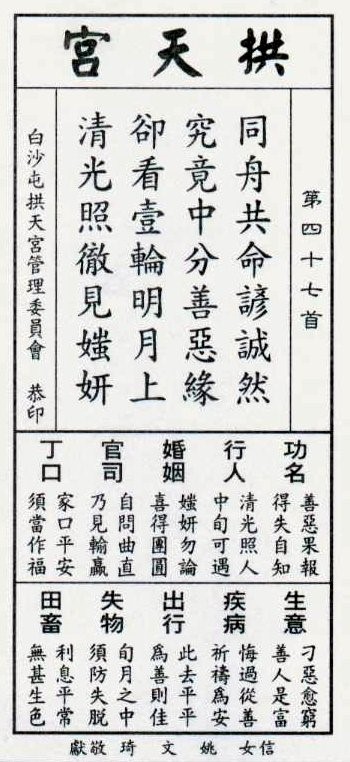 拱天宮
第四十七首
同舟共命諺誠然
究竟中分善惡緣
卻看壹輪明月上
清光照徹見媸妍
白沙屯拱天宮管理委員會 恭印
功名
善惡果報
得失自知
行人
清光照人
中旬可遇
婚姻
媸妍勿論
喜得團圓
官司
自問曲直
乃見輸贏
丁口
家口平安
須當作福
生意
刁惡愈窮
善人是富
疾病
悔過從善
祈禱為安
出行
此去平平
為善則佳
失物
旬月之中
須防失脫
田畜
利息平常
無甚生色
信女 姚文琦 敬獻